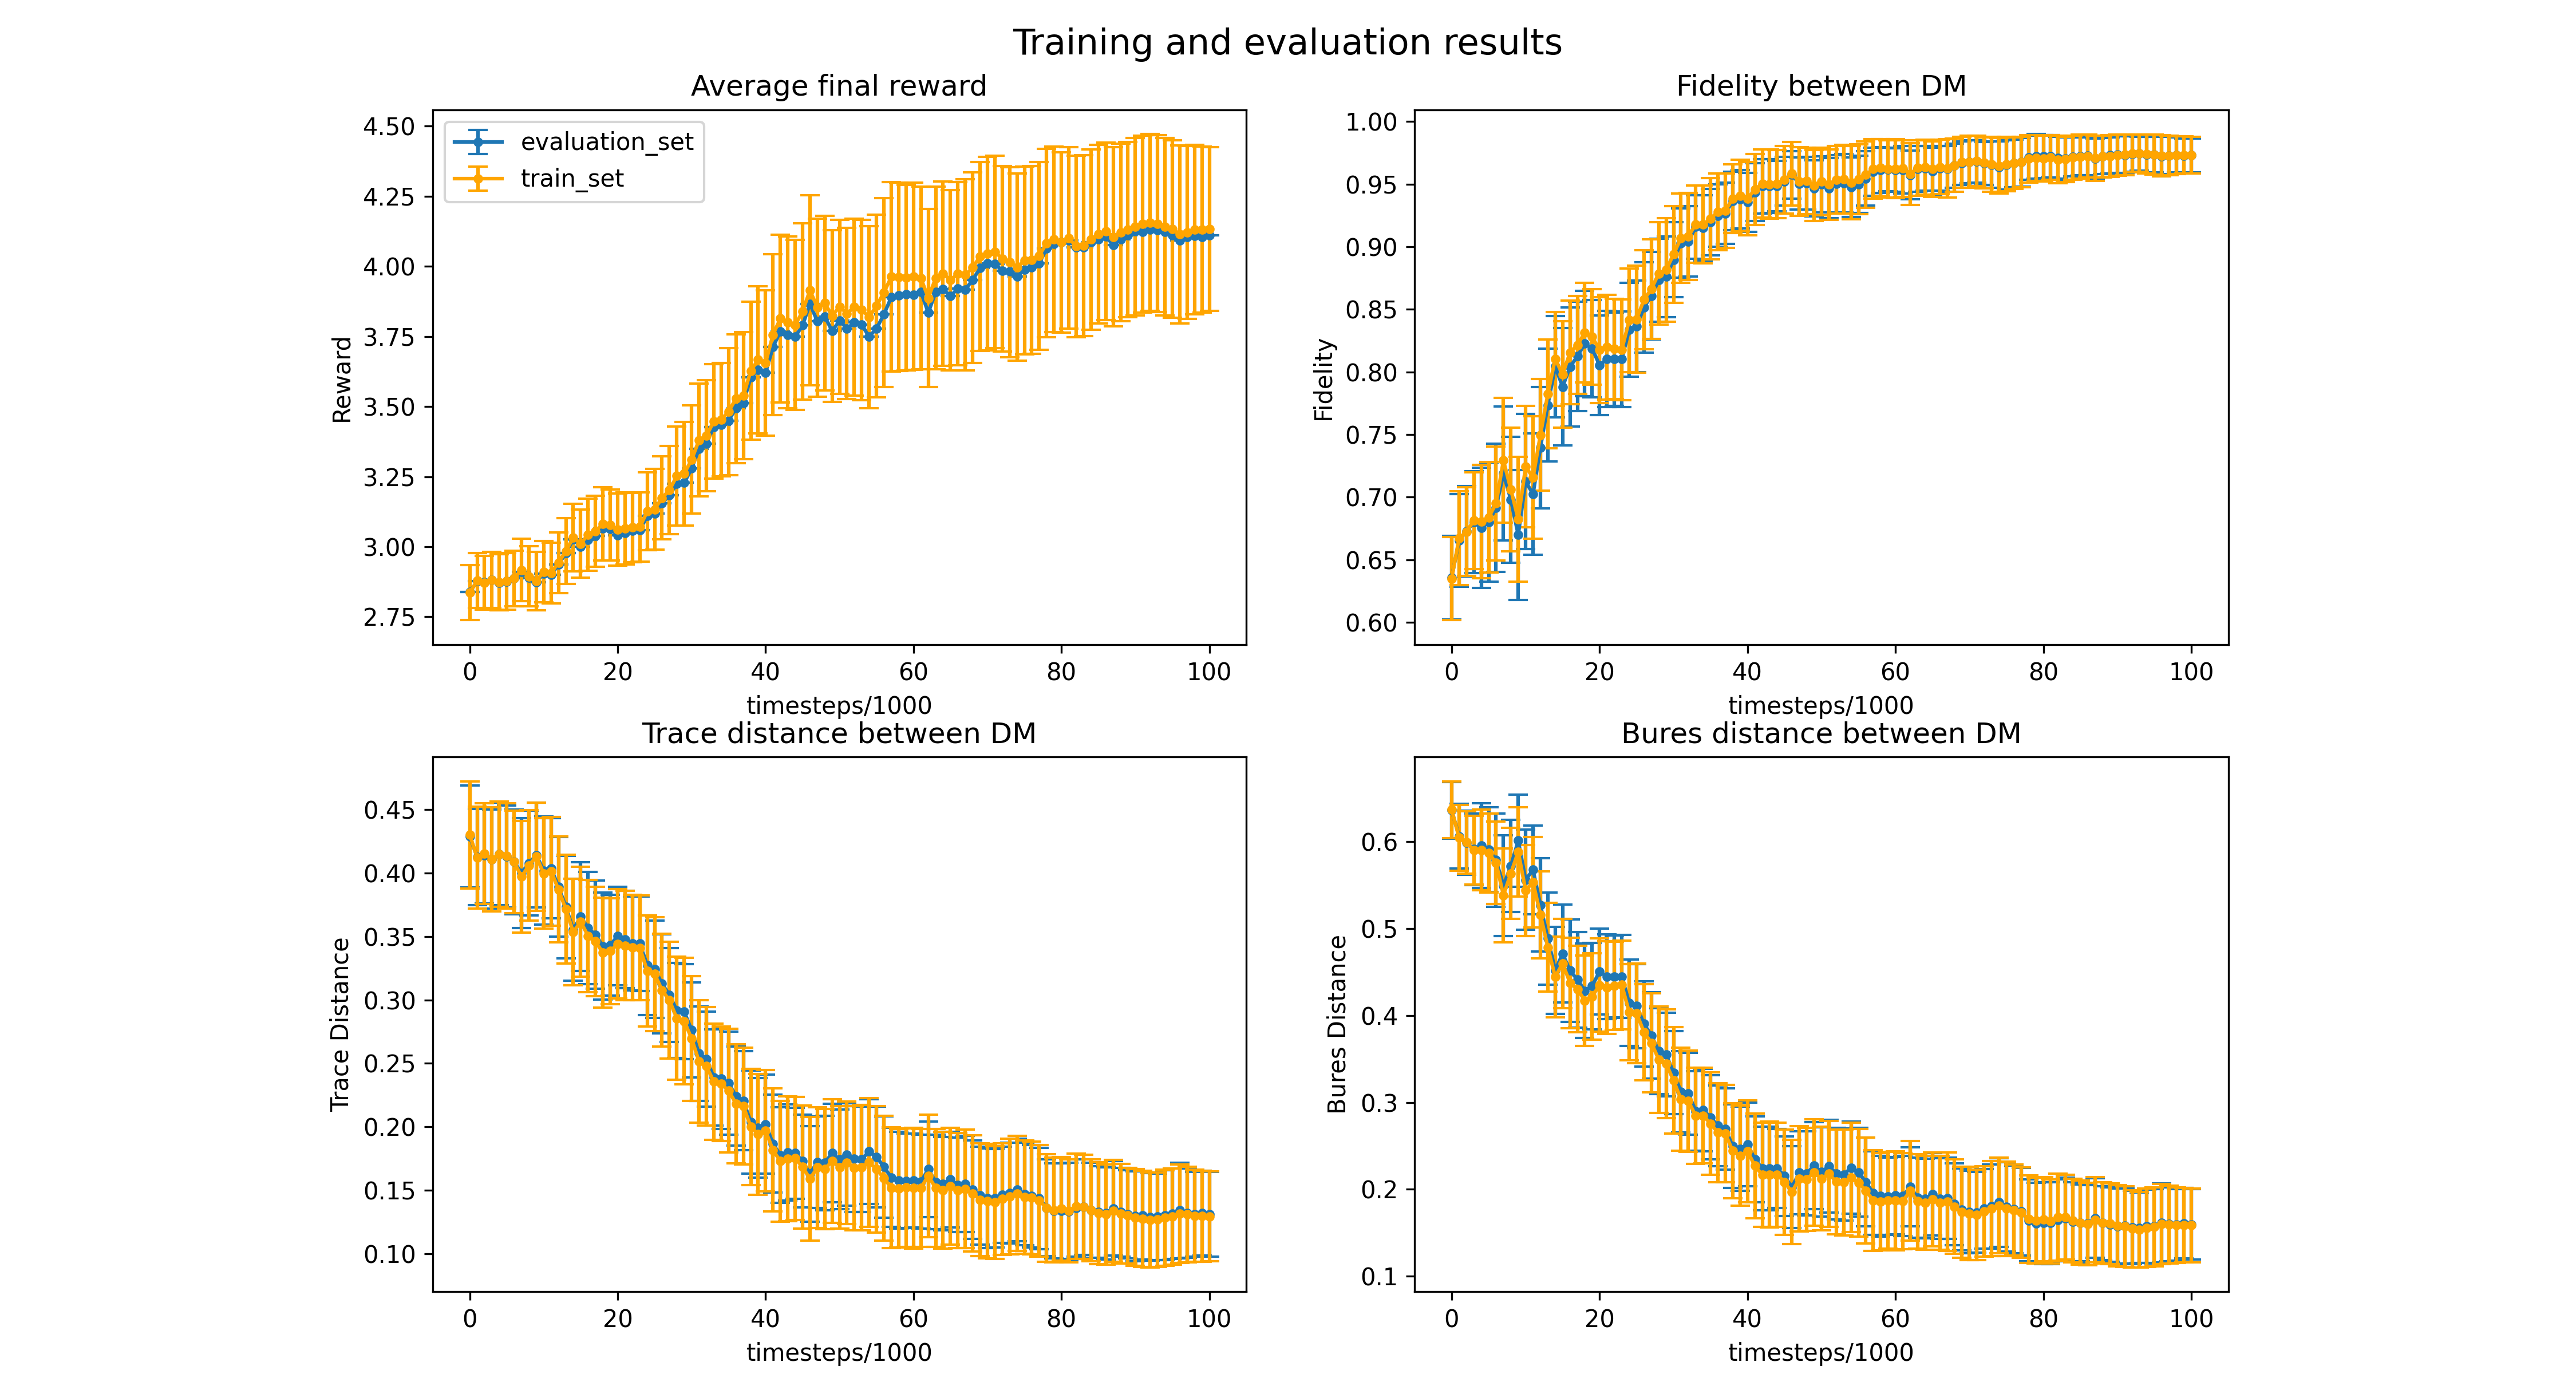 Training and evaluation results
Average final reward
4.50
4.25
4.00
3.75
3.50
3.25
3.00
2.75
Reward
evaluation_set
train_set
0 20 40 60 80 100
timesteps/1000
Fidelity between DM
1.00
0.95
0.90
0.85
0.80
0.75
0.70
0.65
0.60
Fidelity
0 20 40 60 80 100
timesteps/1000
Trace distance between DM
0.45
0.40
0.35
0.30
0.25
0.20
0.15
0.10
Trace Distance
0 20 40 60 80 100
timesteps/1000
Bures distance between DM
0.6
0.5
0.4
0.3
0.2
0.1
Bures Distance
0 20 40 60 80 100
timesteps/1000